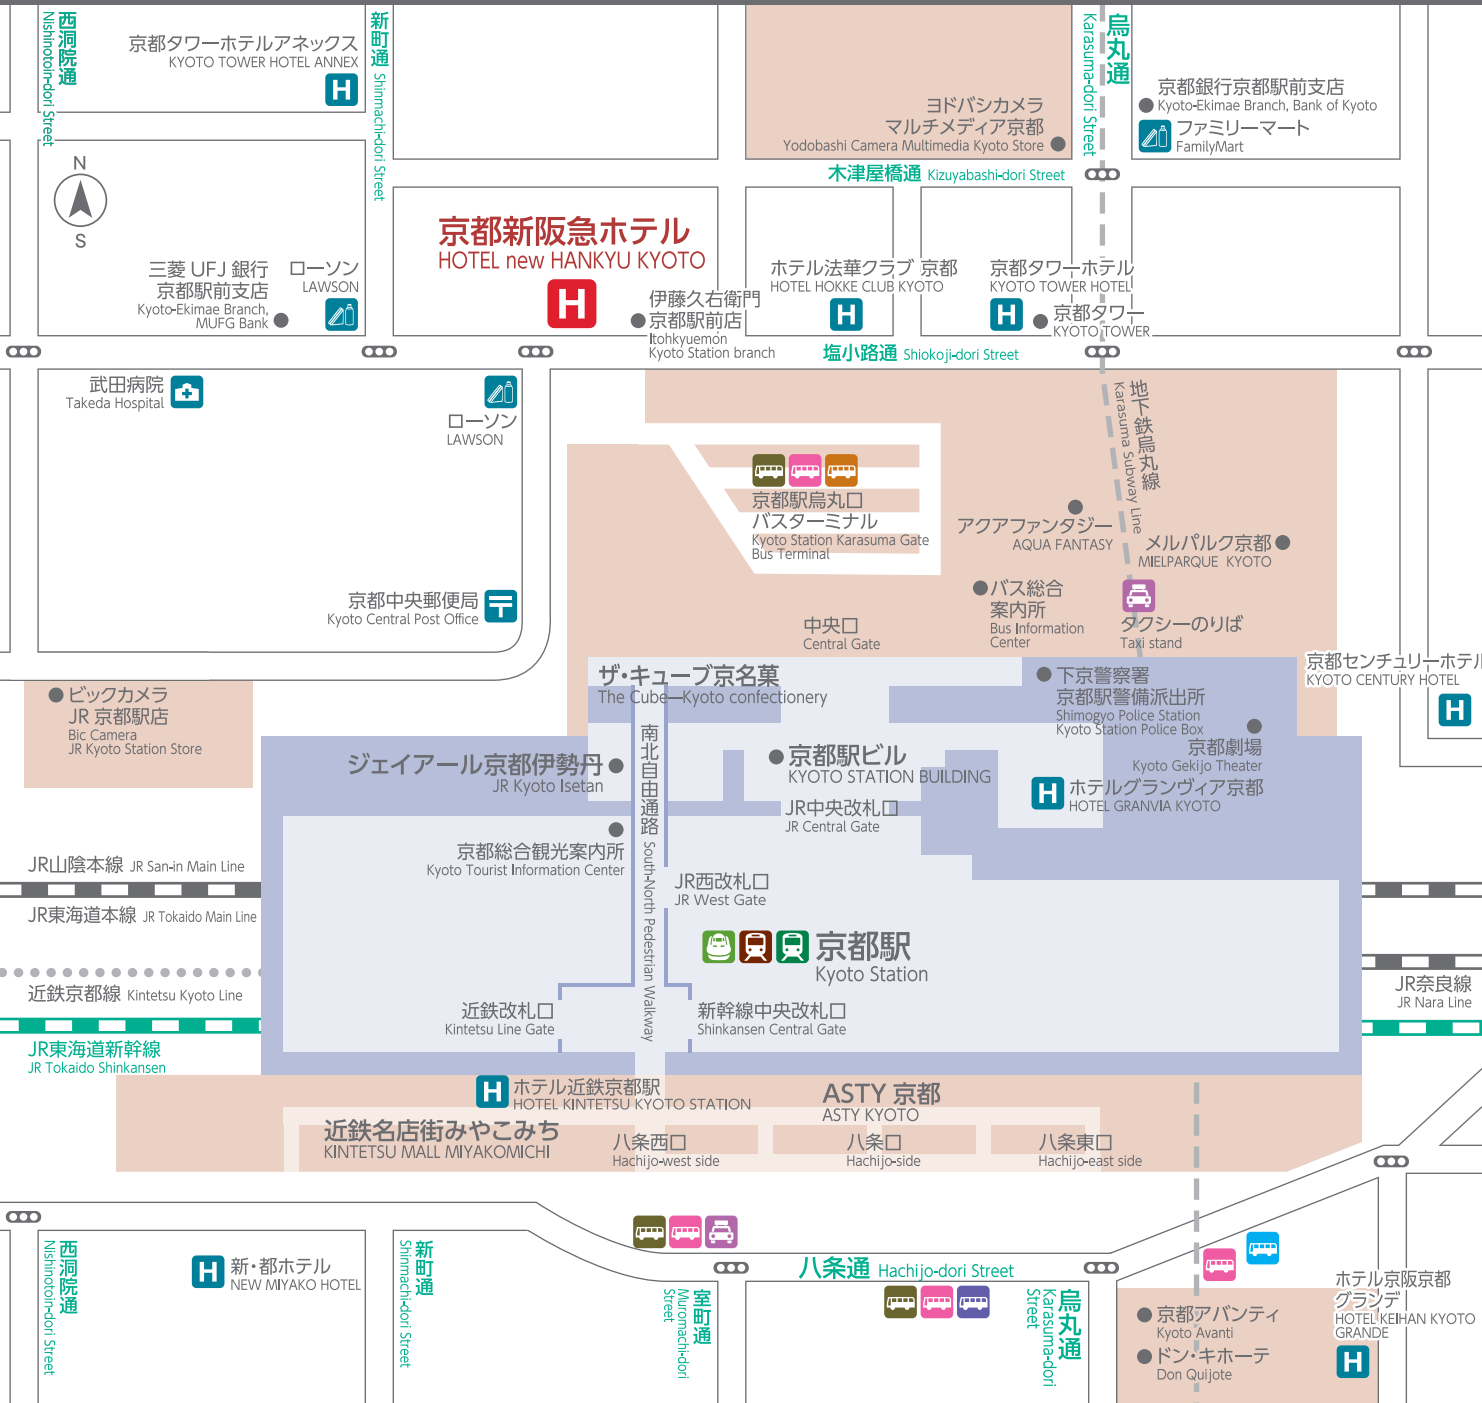 西洞院通
Nishinotoin-dori Street
京都タワーホテルアネックス
KYOTO TOWER HOTEL ANNEX
H
新町通
Shinmachi-dori Street
ヨドバシカメラ
マルチメディア京都
Yodobashi Camera Multimedia Kyoto Store
烏丸通
Karasuma-dori Street
京都銀行京都駅前支店
Kyoto-Ekimae Branch, Bank of Kyoto
ファミリーマート
FamilyMart
木津屋橋通 Kizuyabashi-dori Street
N
S
京都新阪急ホテル
HOTEL new HANKYU KYOTO
H
三菱 UFJ 銀行
京都駅前支店
Kyoto-Ekimae Branch,
MUFG Bank
ローソン
LAWSON
伊藤久右衛門
京都駅前店
Itohkyuemon
Kyoto Station branch
ホテル法華クラブ 京都
HOTEL HOKKE CLUB KYOTO
H
京都タワーホテル
KYOTO TOWER HOTEL
H
京都タワー
KYOTO TOWER
塩小路通 Shiokoji-dori Street
武田病院
Takeda Hospital
ローソン
LAWSON
地下鉄烏丸線
Karasuma Subway Line
京都駅烏丸口
バスターミナル
Kyoto Station Karasuma Gate
Bus Terminal
アクアファンタジー
AQUA FANTASY
メルパルク京都
MIELPARQUE KYOTO
京都中央郵便局
Kyoto Central Post Office
〒
バス総合
案内所
Bus Information
Center
タクシーのりば
Taxi stand
中央口
Central Gate
ザ・キューブ京名菓
The Cube—Kyoto confectionery
下京警察署
京都駅警備派出所
Shimogyo Police Station
Kyoto Station Police Box
京都センチュリーホテル
KYOTO CENTURY HOTEL
H
ビックカメラ
JR 京都駅店
Bic Camera
JR Kyoto Station Store
南北自由通路
South-North Pedestrian Walkway
京都劇場
Kyoto Gekijo Theater
ジェイアール京都伊勢丹
JR Kyoto Isetan
京都駅ビル
KYOTO STATION BUILDING
H
ホテルグランヴィア京都
HOTEL GRANVIA KYOTO
JR中央改札口
JR Central Gate
京都総合観光案内所
Kyoto Tourist Information Center
JR山陰本線 JR San-in Main Line
JR西改札口
JR West Gate
JR東海道本線 JR Tokaido Main Line
京都駅
Kyoto Station
近鉄京都線 Kintetsu Kyoto Line
JR奈良線
JR Nara Line
近鉄改札口
Kintetsu Line Gate
新幹線中央改札口
Shinkansen Central Gate
JR東海道新幹線
JR Tokaido Shinkansen
H
ホテル近鉄京都駅
HOTEL KINTETSU KYOTO STATION
ASTY 京都
ASTY KYOTO
近鉄名店街みやこみち
KINTETSU MALL MIYAKOMICHI
八条西口
Hachijo-west side
八条口
Hachijo-side
八条東口
Hachijo-east side
西洞院通
Nishinotoin-dori Street
H
新・都ホテル
NEW MIYAKO HOTEL
新町通
Shinmachi-dori Street
八条通 Hachijo-dori Street
室町通
Muromachi-dori
Street
烏丸通
Karasuma-dori
Street
京都アバンティ
Kyoto Avanti
ドン・キホーテ
Don Quijote
ホテル京阪京都
グランデ
HOTEL KEIHAN KYOTO
GRANDE
H